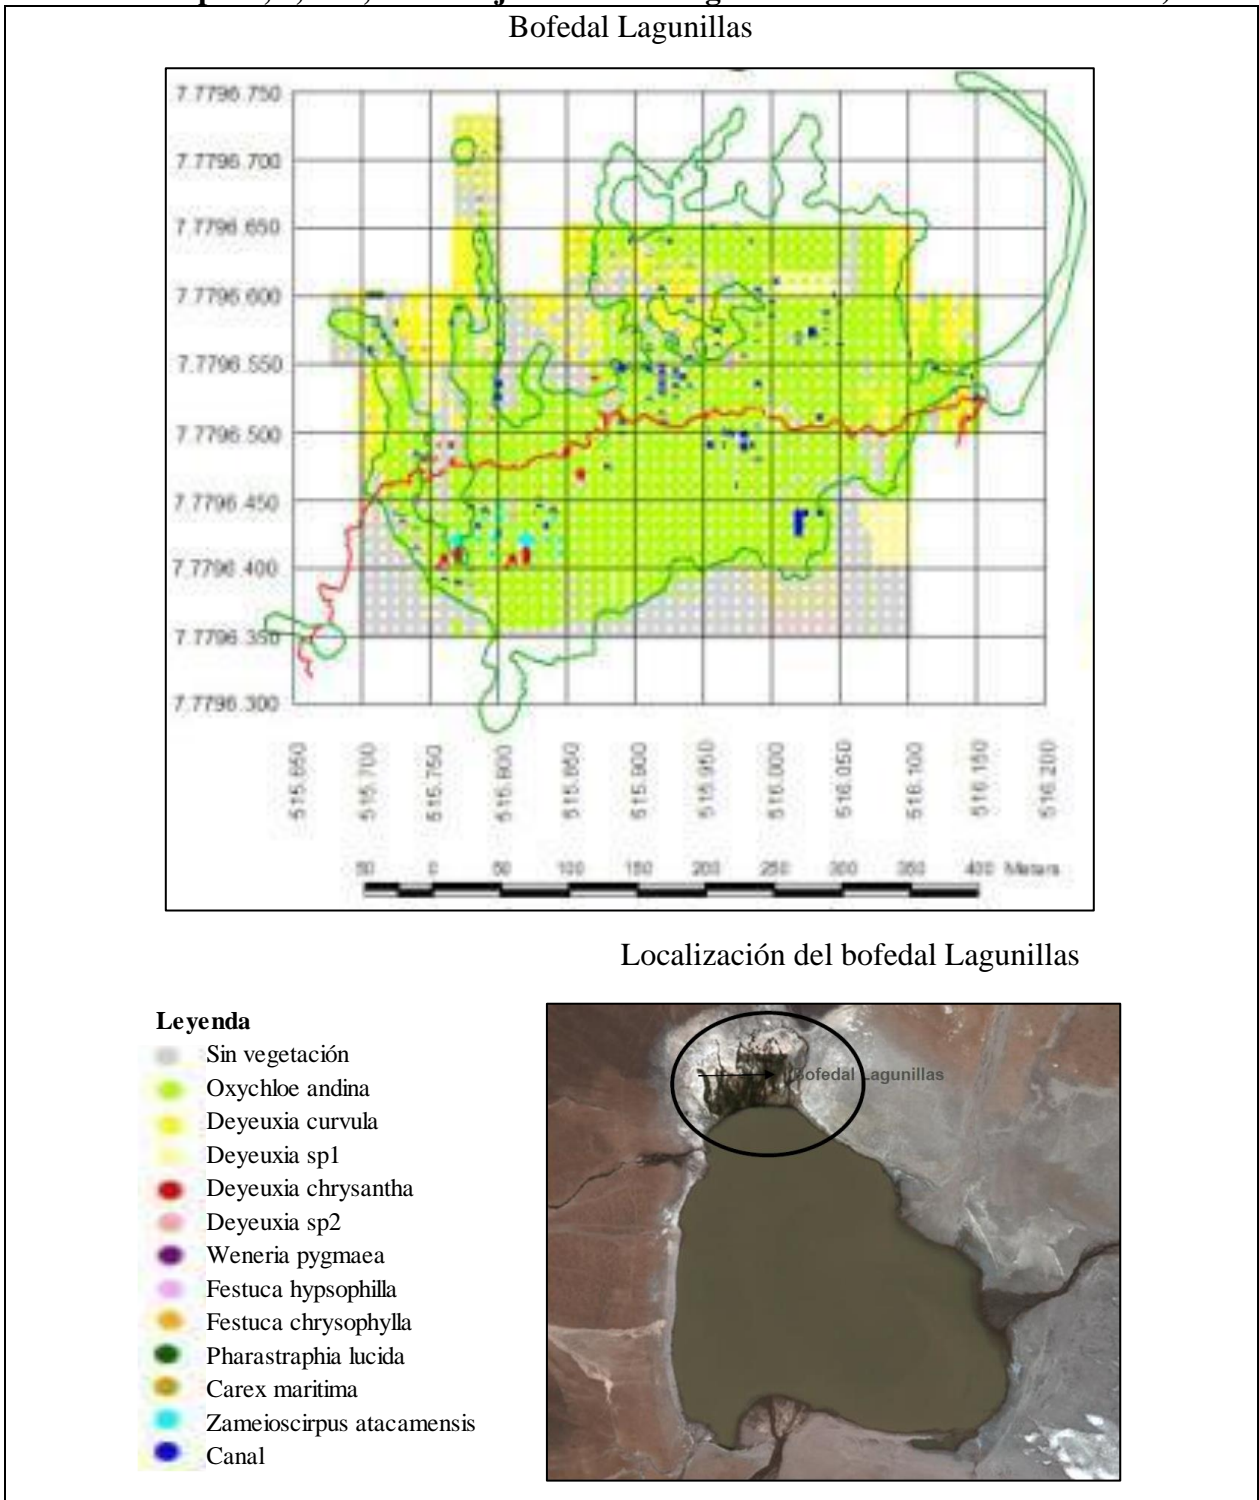 Bofedal Lagunillas
7.7796.750
7.7796.700
7.7796.650
7.7796.600
7.7796.550
7.7796.500
7.7796.450
7.7796.400
7.7796.350
7.7796.300
515.650
515.700
515.750
515.800
515.850
515.900
515.950
516.000
516.050
516.100
516.150
516.200
50 0 50 100 150 200 250 300 350 400 Meters
Localización del bofedal Lagunillas
Leyenda
Sin vegetación
Oxychloe andina
Deyeuxia curvula
Deyeuxia sp1
Deyeuxia chrysantha
Deyeuxia sp2
Weneria pygmaea
Festuca hypsophilla
Festuca chrysophylla
Pharastraphia lucida
Carex maritima
Zameioscirpus atacamensis
Canal
Bofedal Lagunillas